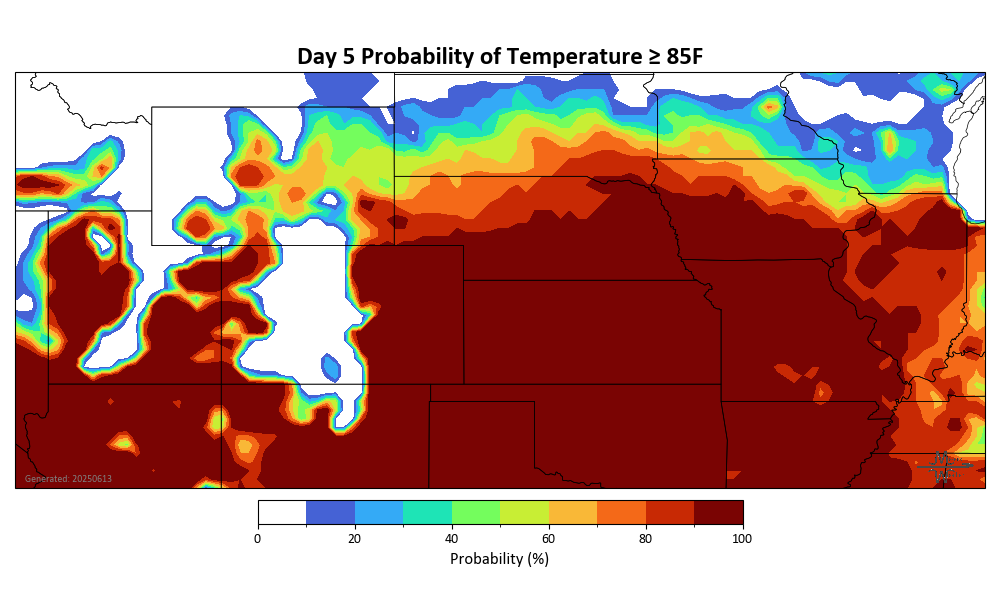 Day 5 Probability of Temperature ≥ 85F
Generated: 20250613
M
W
0 20 40 60 80 100
Probability (%)